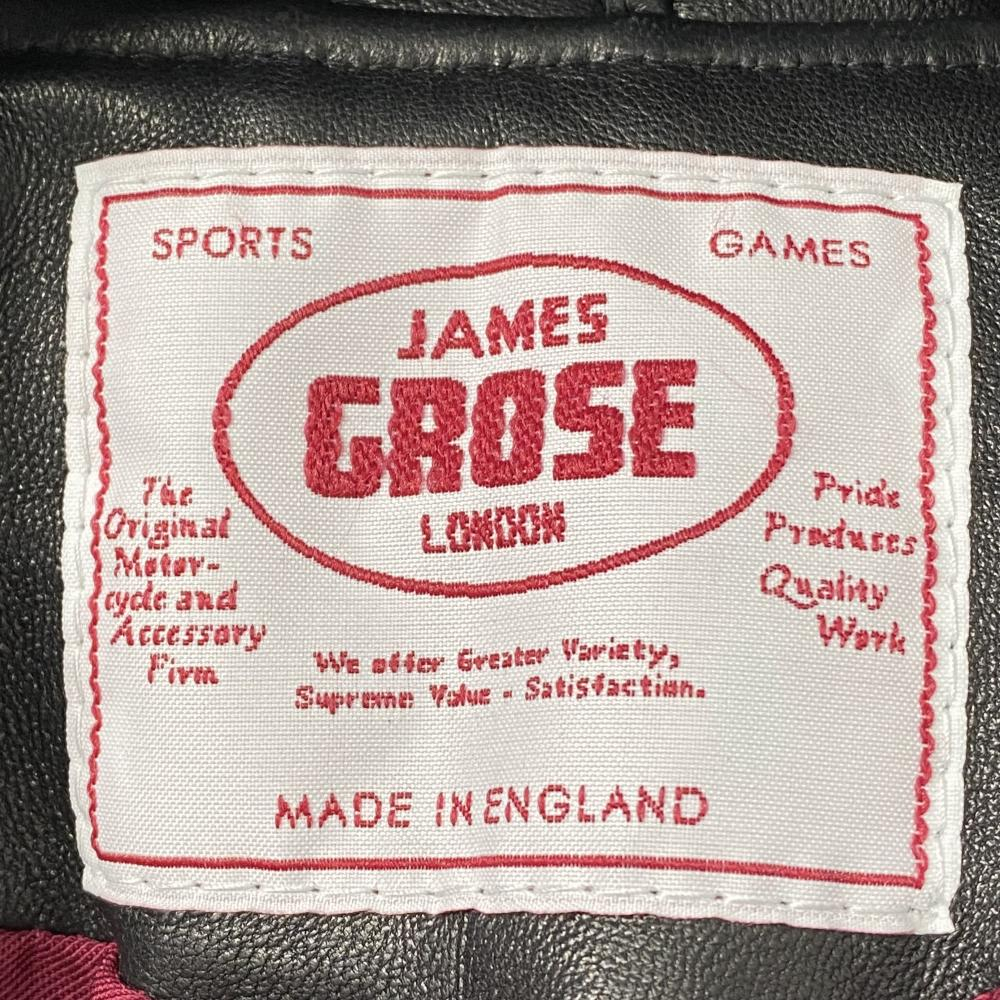 SPORTS
GAMES
JAMES
GROSE
LONDON
The
Original
Motor-
cycle and
Accessory
Firm
Pride
Produces
Quality
Work
We offer Greater Variety,
Supreme Value - Satisfaction.
MADE IN ENGLAND